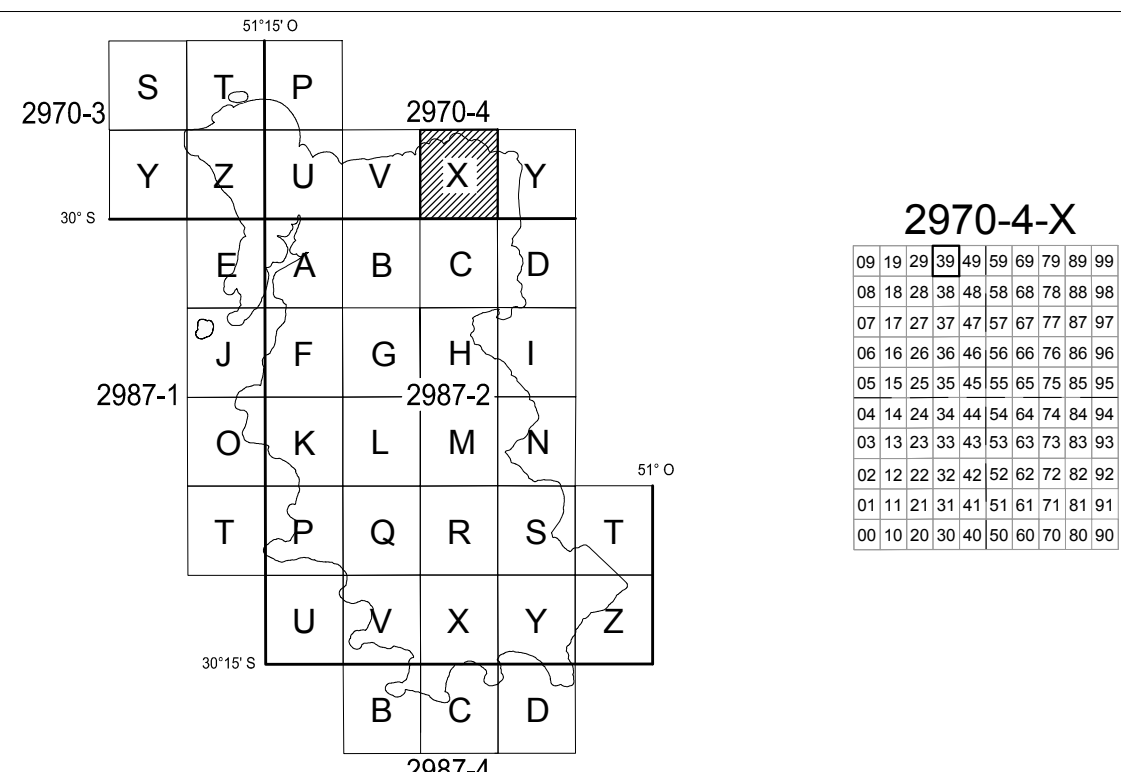 51°15' O
S T P
2970-3 2970-4
Y Z U V X Y
30° S
E A B C D
J F G H I
2987-1 2987-2
O K L M N
51° O
T P Q R S T
U V X Y Z
30°15' S
B C D
2987-4
2970-4-X
09 19 29 39 49 59 69 79 89 99
08 18 28 38 48 58 68 78 88 98
07 17 27 37 47 57 67 77 87 97
06 16 26 36 46 56 66 76 86 96
05 15 25 35 45 55 65 75 85 95
04 14 24 34 44 54 64 74 84 94
03 13 23 33 43 53 63 73 83 93
02 12 22 32 42 52 62 72 82 92
01 11 21 31 41 51 61 71 81 91
00 10 20 30 40 50 60 70 80 90